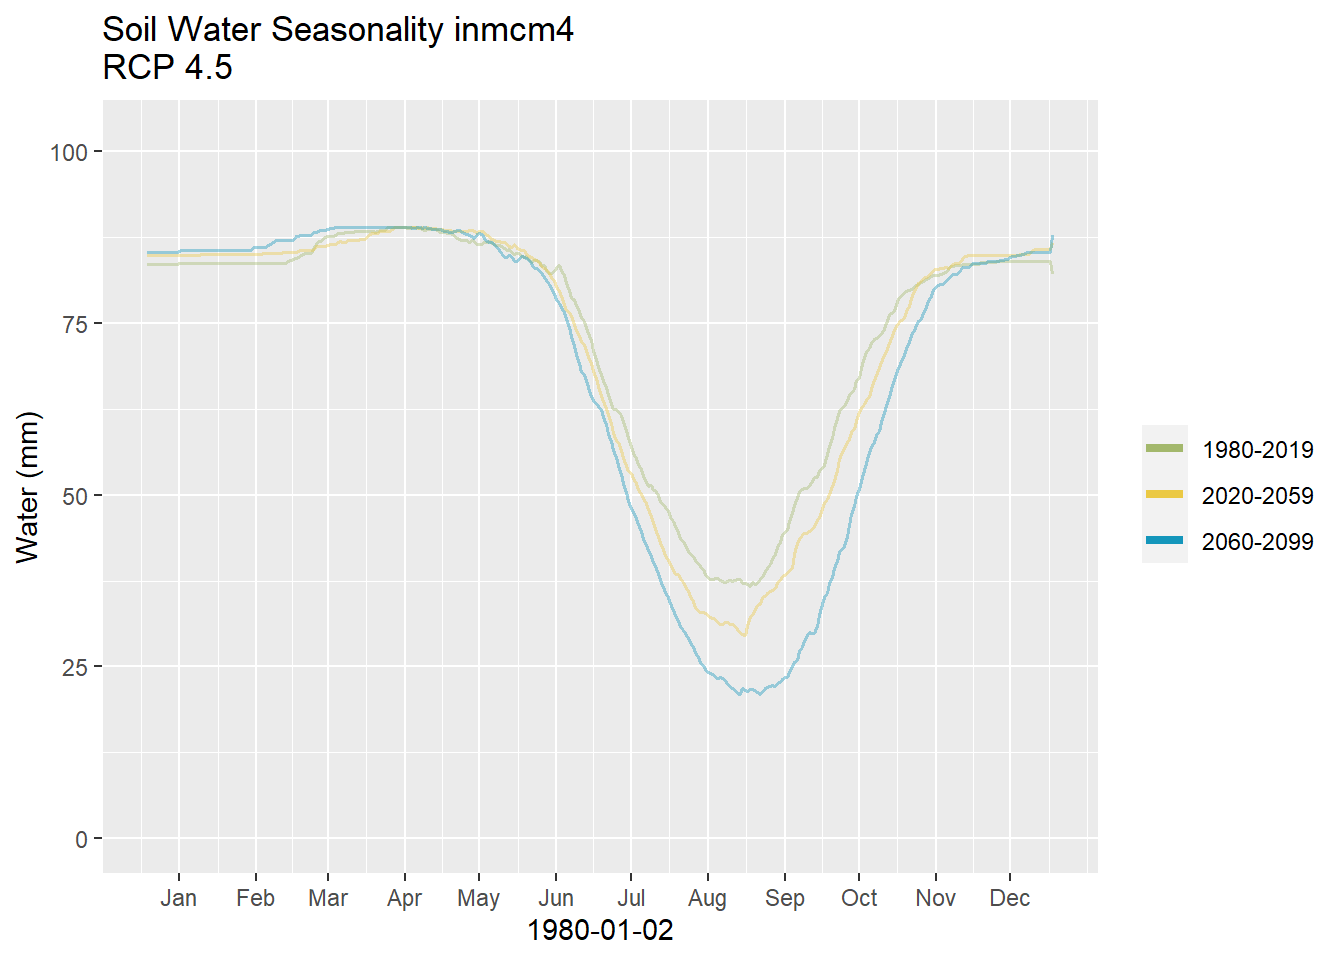 Soil Water Seasonality inmcm4
RCP 4.5
100
75
50
25
0
Water (mm)
Jan Feb Mar Apr May Jun Jul Aug Sep Oct Nov Dec
1980-01-02
1980-2019
2020-2059
2060-2099